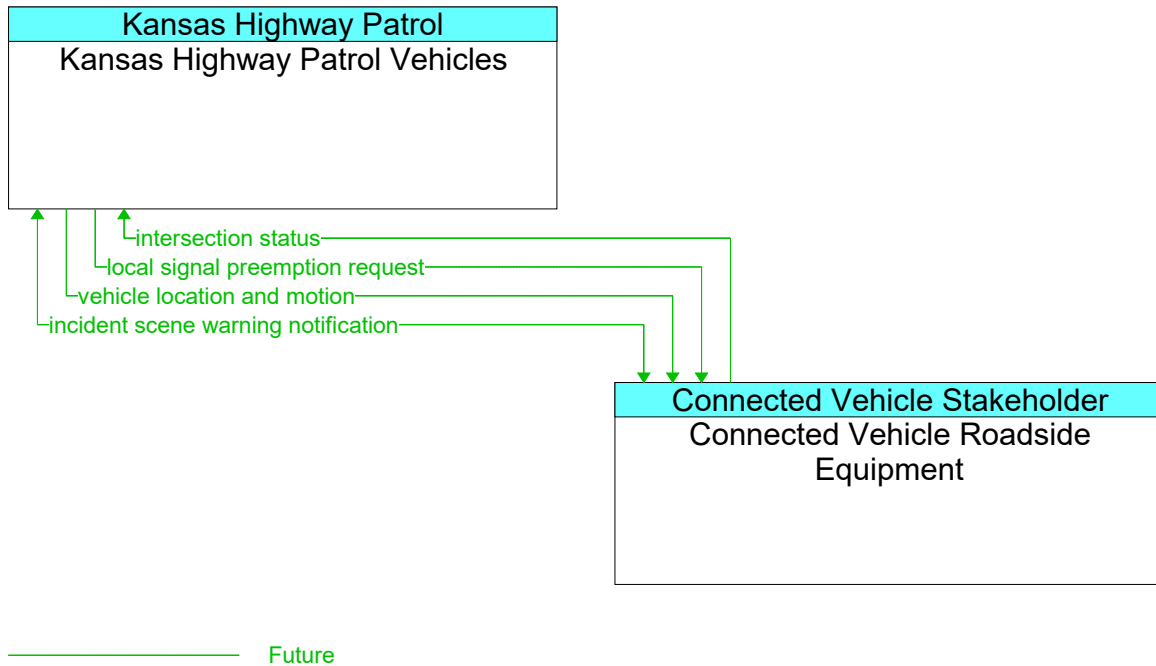 Kansas Highway Patrol
Kansas Highway Patrol Vehicles
intersection status
local signal preemption request
vehicle location and motion
incident scene warning notification
Connected Vehicle Stakeholder
Connected Vehicle Roadside
Equipment
Future